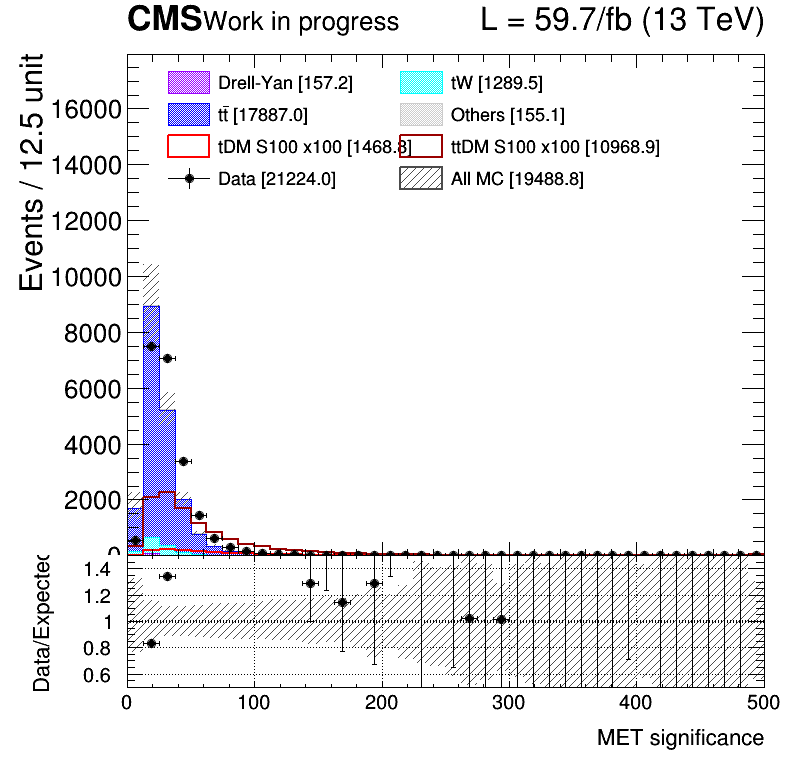 CMS Work in progress L = 59.7/fb (13 TeV)
Drell-Yan [157.2] tW [1289.5]
tt̄ [17887.0] Others [155.1]
tDM S100 x100 [1468.8] ttDM S100 x100 [10968.9]
Data [21224.0] All MC [19488.8]
Events / 12.5 unit
16000
14000
12000
10000
8000
6000
4000
2000
0
Data/Expected
1.4
1.2
1
0.8
0.6
0 100 200 300 400 500
MET significance